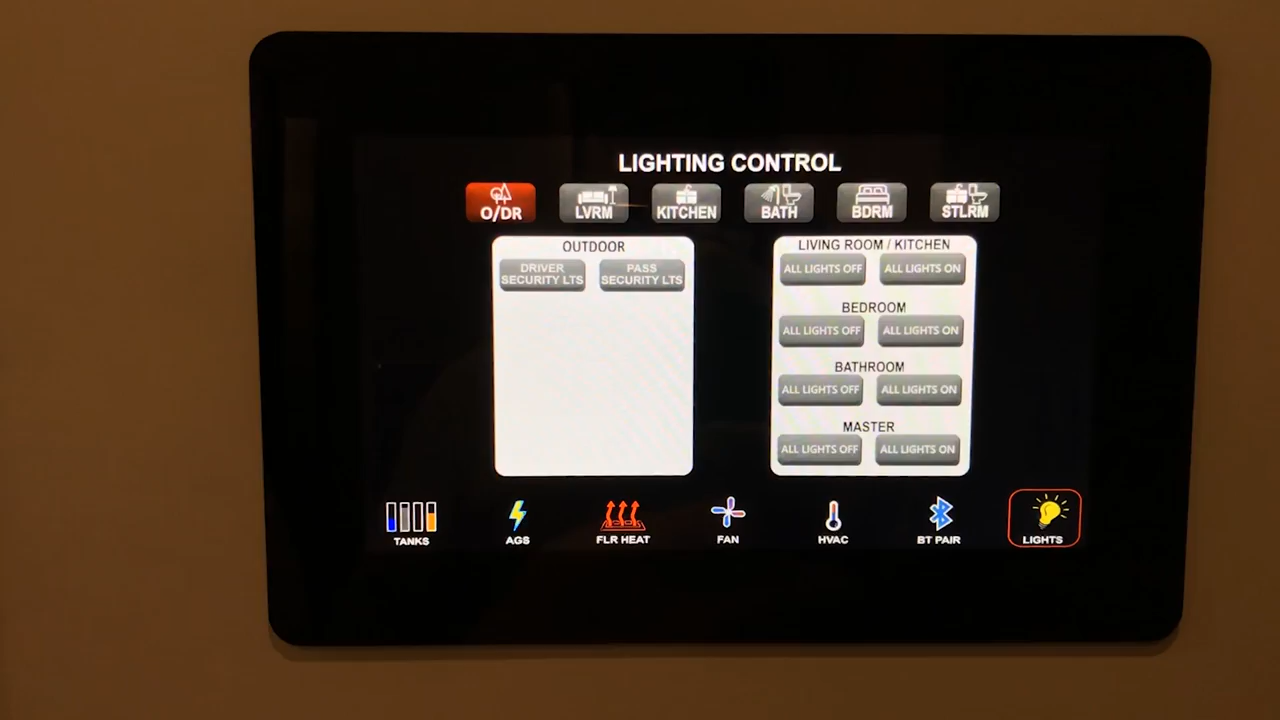 LIGHTING CONTROL
O/DR
LVRM
KITCHEN
BATH
BDRM
STLRM
OUTDOOR
DRIVER
SECURITY LTS
PASS
SECURITY LTS
LIVING ROOM / KITCHEN
ALL LIGHTS OFF
ALL LIGHTS ON
BEDROOM
ALL LIGHTS OFF
ALL LIGHTS ON
BATHROOM
ALL LIGHTS OFF
ALL LIGHTS ON
MASTER
ALL LIGHTS OFF
ALL LIGHTS ON
TANKS
AGS
FLR HEAT
FAN
HVAC
BT PAIR
LIGHTS